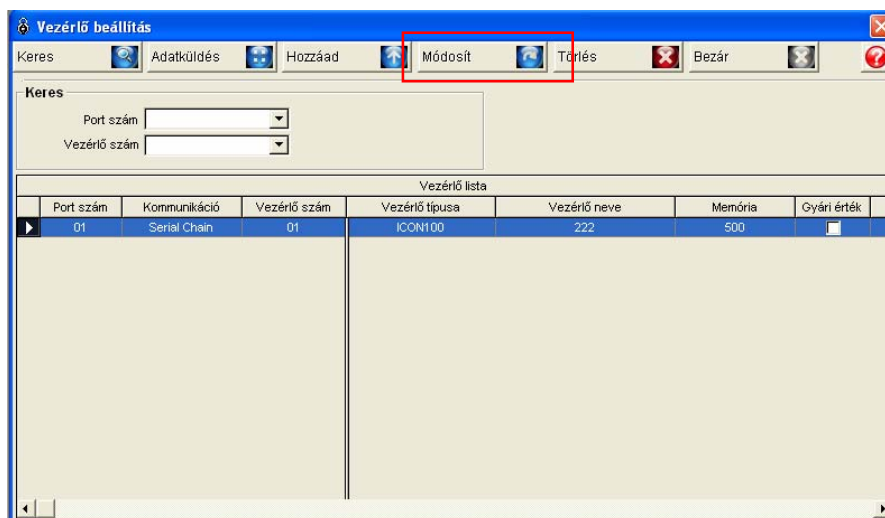 Vezérlő beállítás
Keres Adatküldés Hozzáad Módosít Törlés Bezár ?
Keres
Port szám
Vezérlő szám
Vezérlő lista
Port szám Kommunikáció Vezérlő szám Vezérlő típusa Vezérlő neve Memória Gyári érték
01 Serial Chain 01 ICON100 222 500